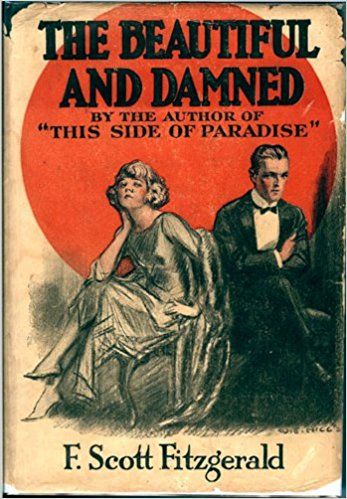 THE BEAUTIFUL
AND DAMNED
BY THE AUTHOR OF
"THIS SIDE OF PARADISE"
F. Scott Fitzgerald